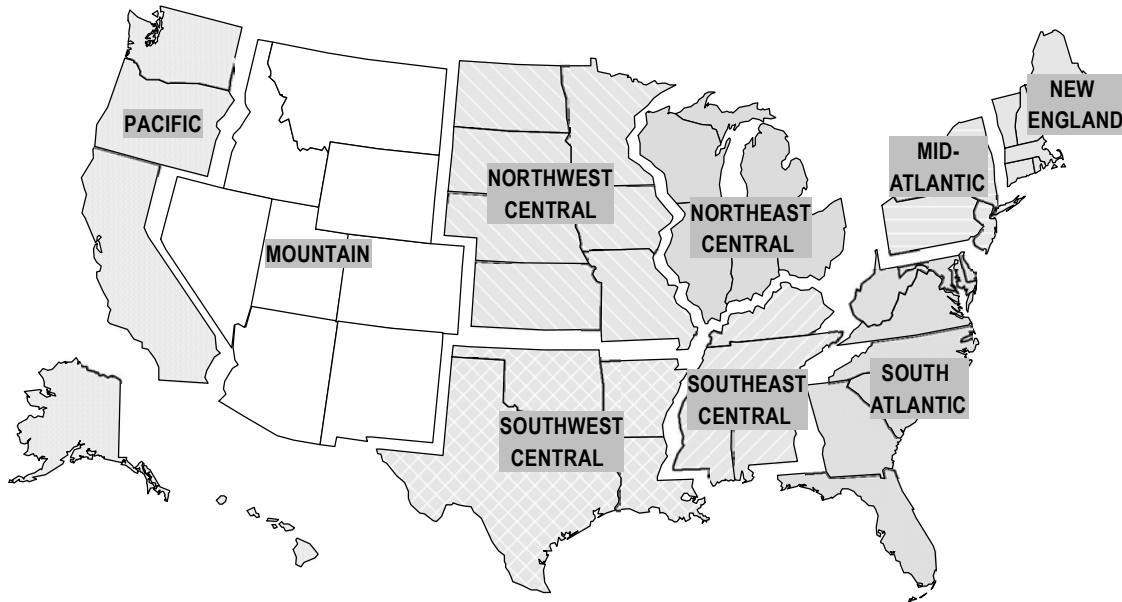 PACIFIC
MOUNTAIN
NORTHWEST
CENTRAL
SOUTHWEST
CENTRAL
NORTHEAST
CENTRAL
SOUTHEAST
CENTRAL
SOUTH
ATLANTIC
MID-
ATLANTIC
NEW
ENGLAND